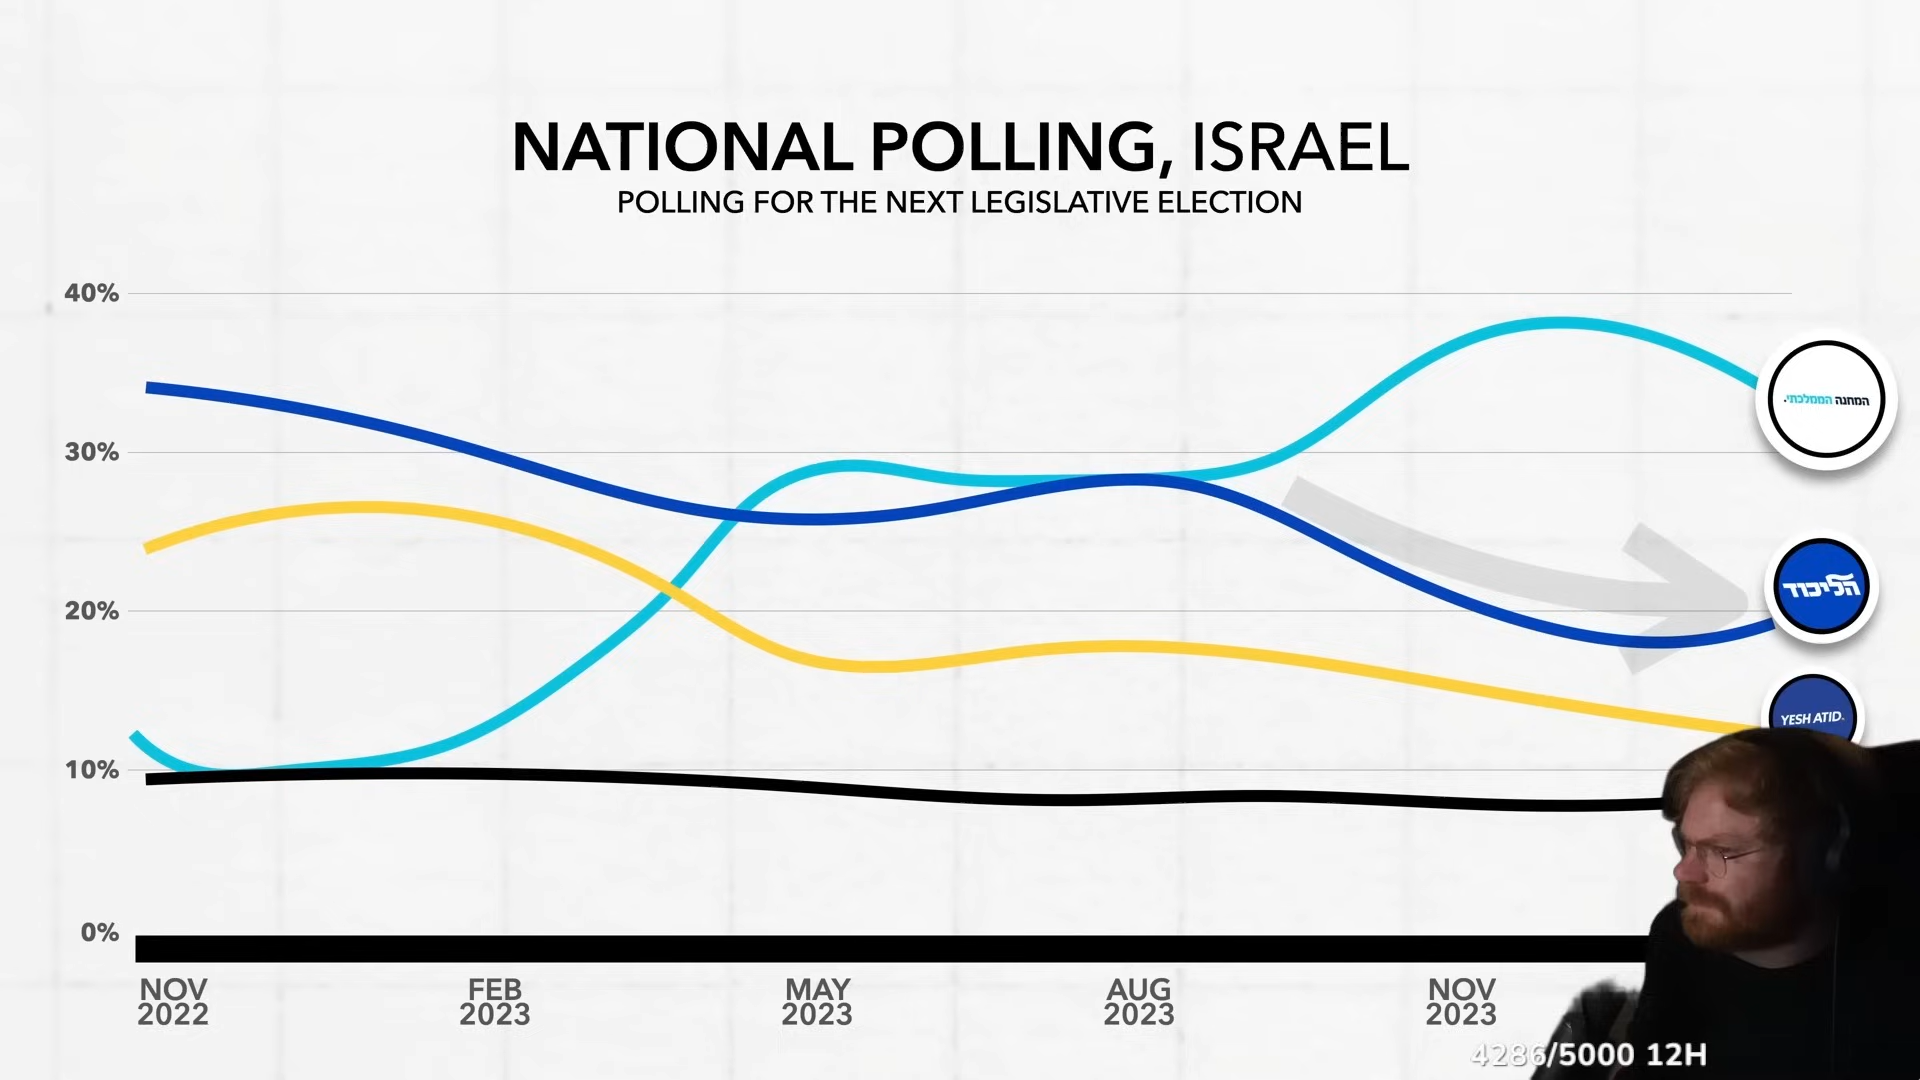 NATIONAL POLLING, ISRAEL
POLLING FOR THE NEXT LEGISLATIVE ELECTION
40%
30%
20%
10%
0%
המחנה הממלכתי.
הליכוד
YESH ATID.
NOV
2022
FEB
2023
MAY
2023
AUG
2023
NOV
2023
4286/5000 12H